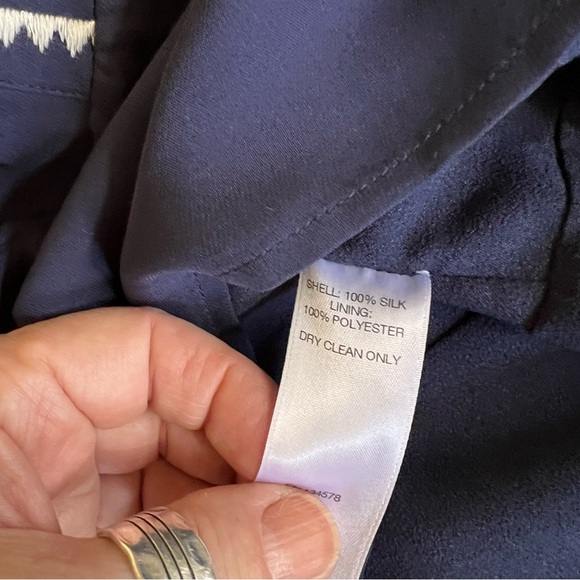 SHELL: 100% SILK
LINING:
100% POLYESTER
DRY CLEAN ONLY